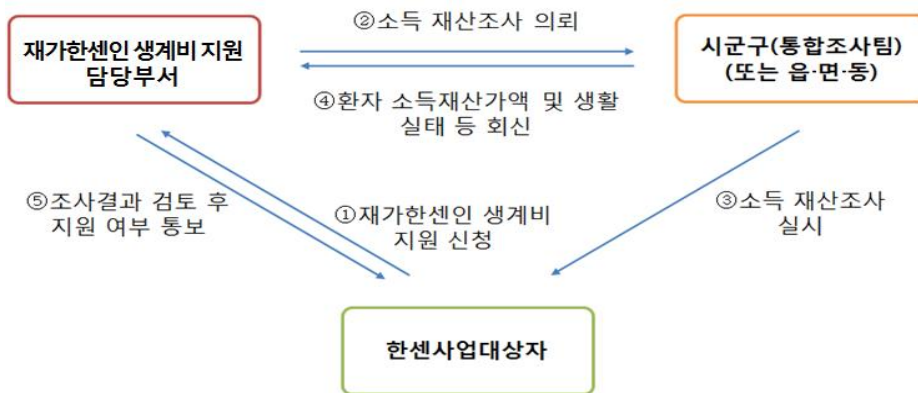 ②소득 재산조사 의뢰
재가한센인 생계비 지원
담당부서
시군구(통합조사팀)
(또는 읍·면·동)
④환자 소득재산가액 및 생활
실태 등 회신
⑤조사결과 검토 후
지원 여부 통보
①재가한센인 생계비
지원 신청
③소득 재산조사
실시
한센사업대상자